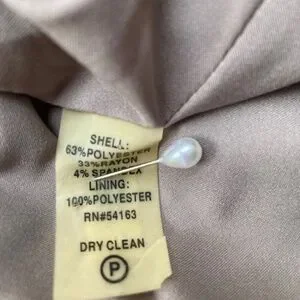 SHELL:
63%POLYESTER
33%RAYON
4% SPANDEX
LINING:
100%POLYESTER
RN#54163
DRY CLEAN
P